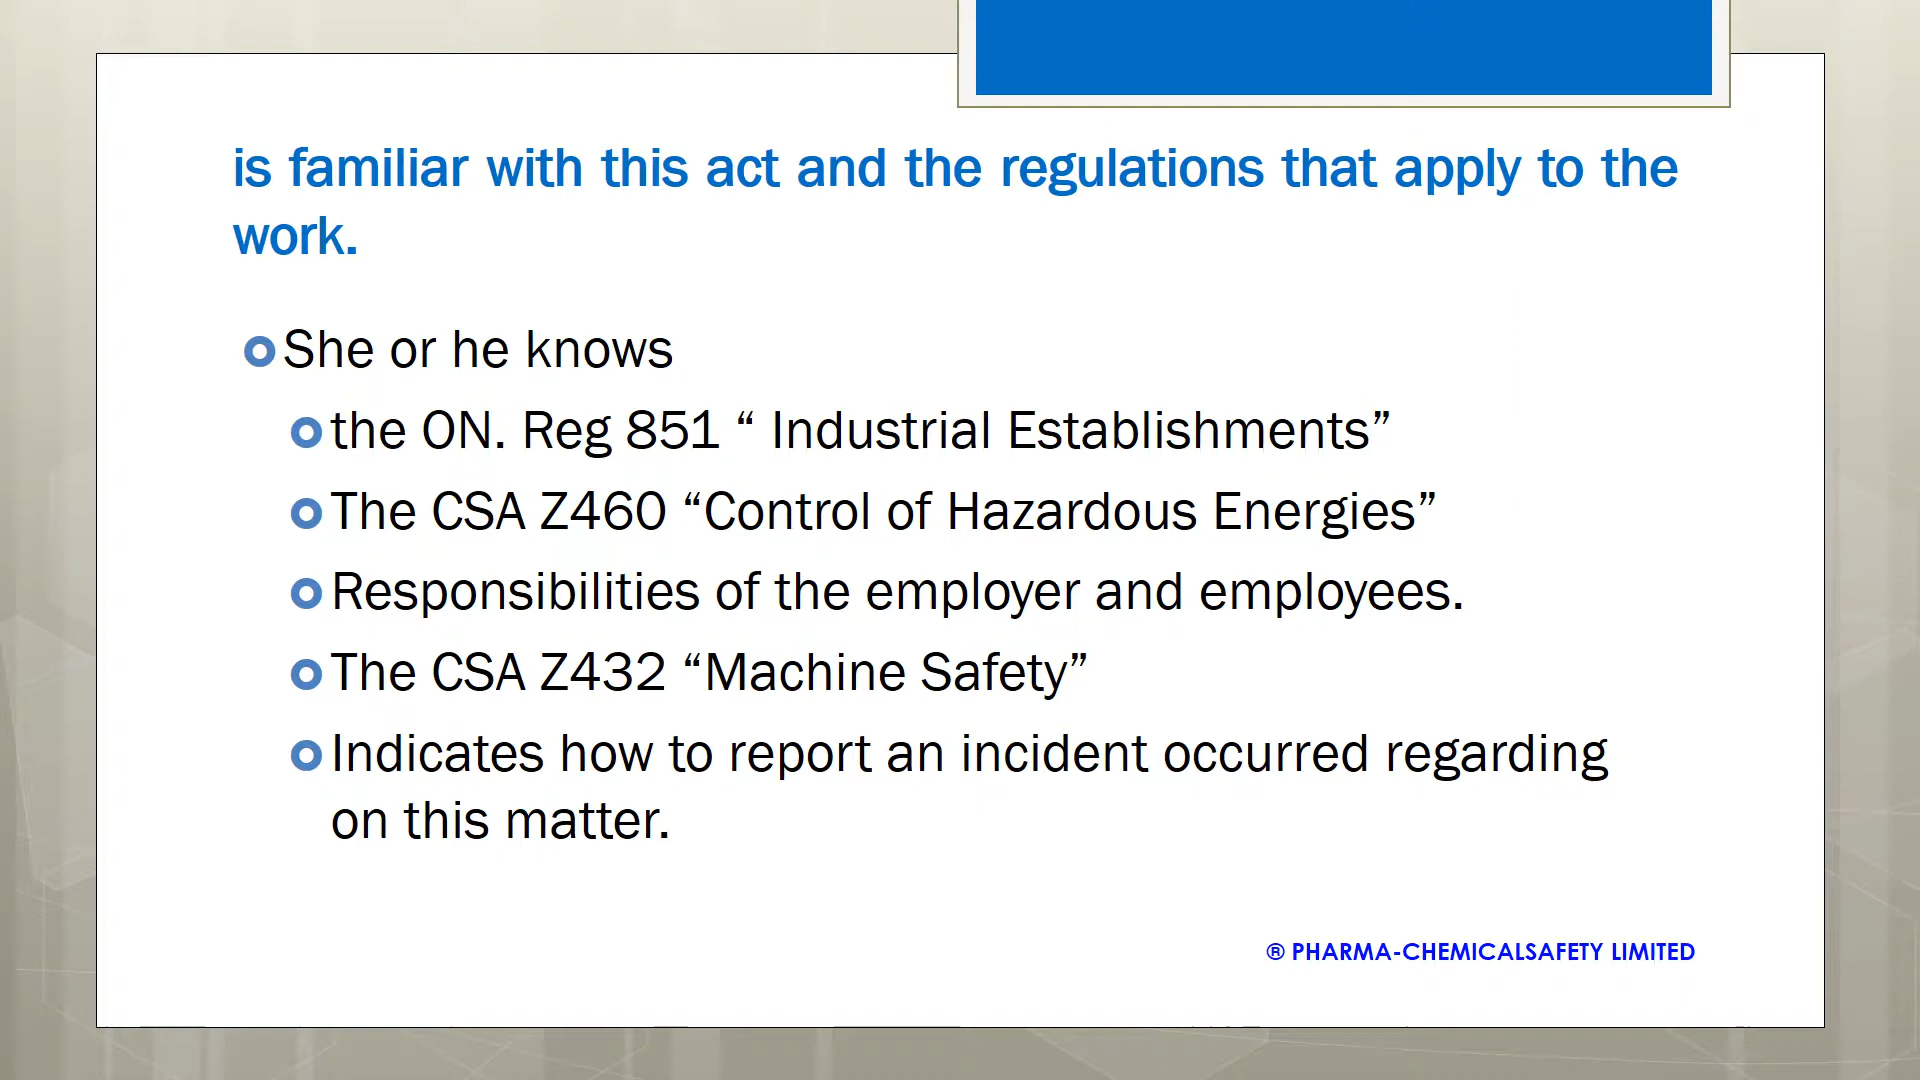 is familiar with this act and the regulations that apply to the
work.
She or he knows
the ON. Reg 851 “ Industrial Establishments”
The CSA Z460 “Control of Hazardous Energies”
Responsibilities of the employer and employees.
The CSA Z432 “Machine Safety”
Indicates how to report an incident occurred regarding
on this matter.
® PHARMA-CHEMICALSAFETY LIMITED